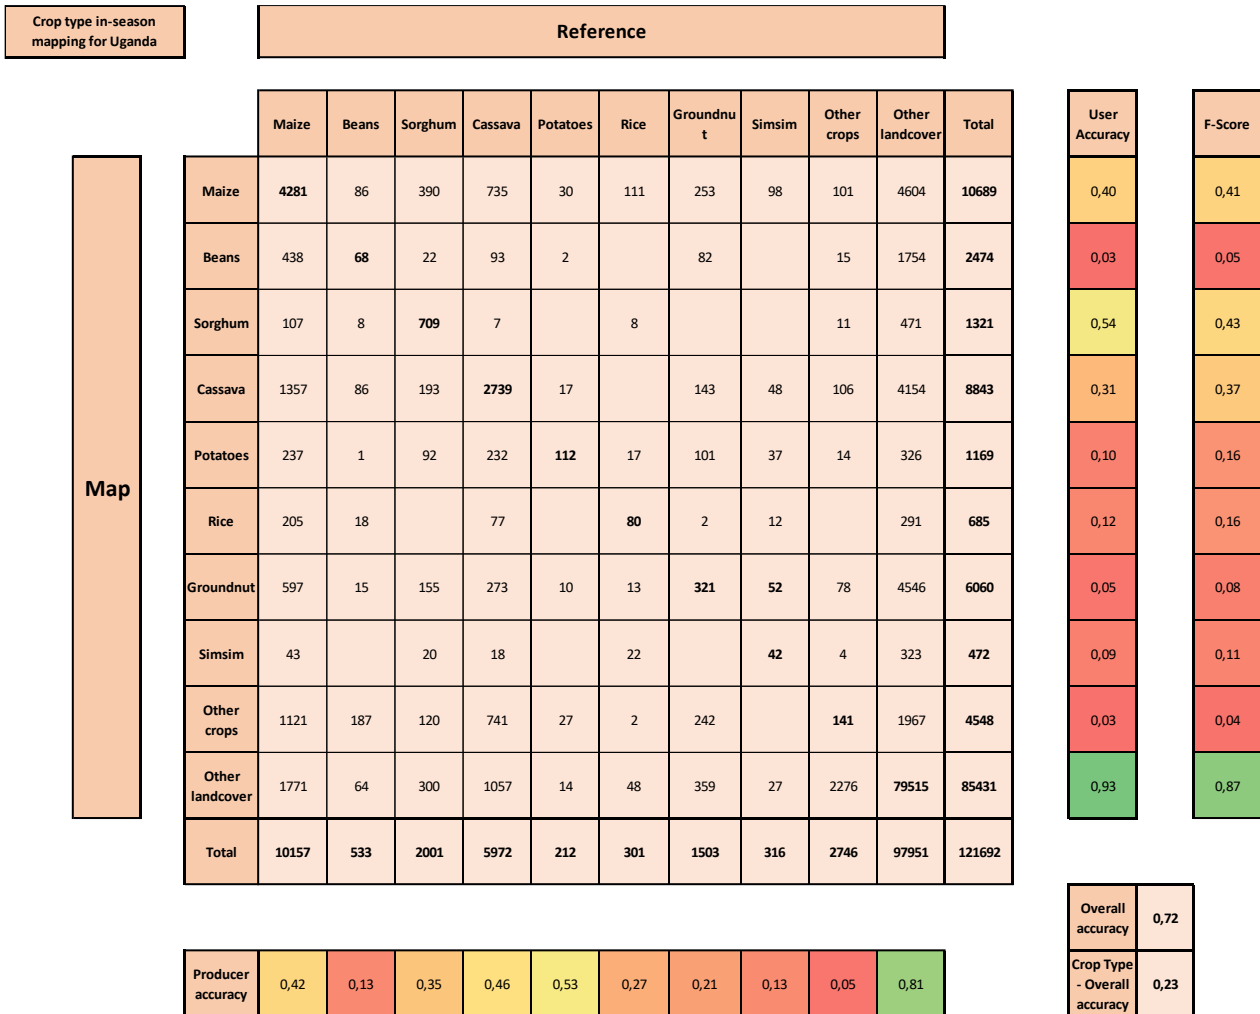 Crop type in-season
mapping for Uganda
Reference
Maize Beans Sorghum Cassava Potatoes Rice Groundnu
t Simsim Other
crops Other
landcover Total
User
Accuracy
F-Score
Map
Maize 4281 86 390 735 30 111 253 98 101 4604 10689 0,40 0,41
Beans 438 68 22 93 2 82 15 1754 2474 0,03 0,05
Sorghum 107 8 709 7 8 11 471 1321 0,54 0,43
Cassava 1357 86 193 2739 17 143 48 106 4154 8843 0,31 0,37
Potatoes 237 1 92 232 112 17 101 37 14 326 1169 0,10 0,16
Rice 205 18 77 80 2 12 291 685 0,12 0,16
Groundnut 597 15 155 273 10 13 321 52 78 4546 6060 0,05 0,08
Simsim 43 20 18 22 42 4 323 472 0,09 0,11
Other
crops 1121 187 120 741 27 2 242 141 1967 4548 0,03 0,04
Other
landcover 1771 64 300 1057 14 48 359 27 2276 79515 85431 0,93 0,87
Total 10157 533 2001 5972 212 301 1503 316 2746 97951 121692
Overall
accuracy 0,72
Producer
accuracy 0,42 0,13 0,35 0,46 0,53 0,27 0,21 0,13 0,05 0,81
Crop Type
- Overall
accuracy 0,23